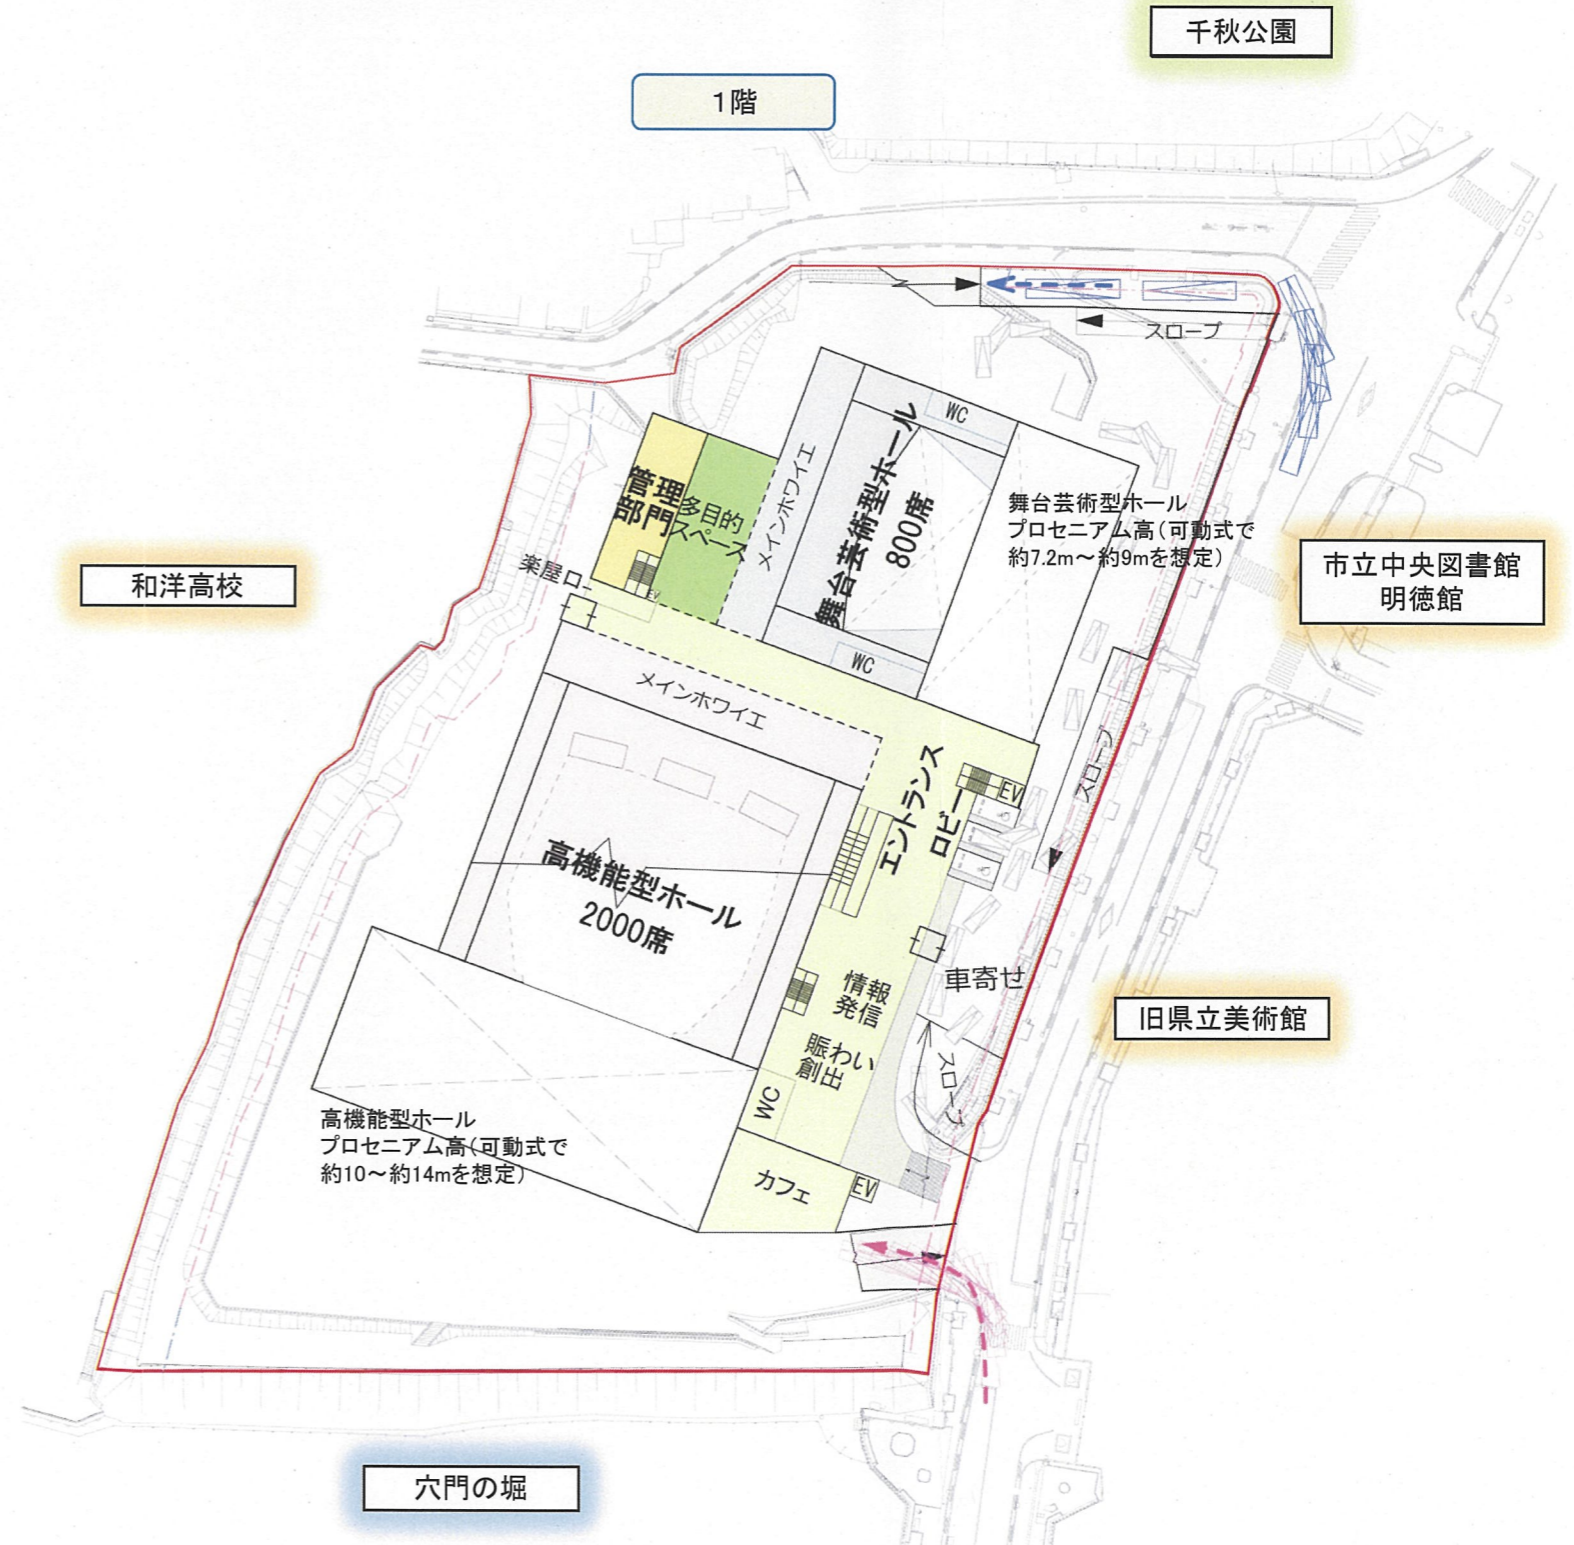 千秋公園
1階
スロープ
WC
メインホワイエ
舞台芸術型ホール
800席
管理
部門
多目的
スペース
舞台芸術型ホール
プロセニアム高(可動式で
約7.2m～約9mを想定)
市立中央図書館
明徳館
和洋高校
楽屋口
EV
WC
メインホワイエ
エントランス
ロビー
EV
スロープ
高機能型ホール
2000席
情報
発信
車寄せ
旧県立美術館
賑わい
創出
スロープ
WC
高機能型ホール
プロセニアム高(可動式で
約10～約14mを想定)
カフェ
EV
穴門の堀